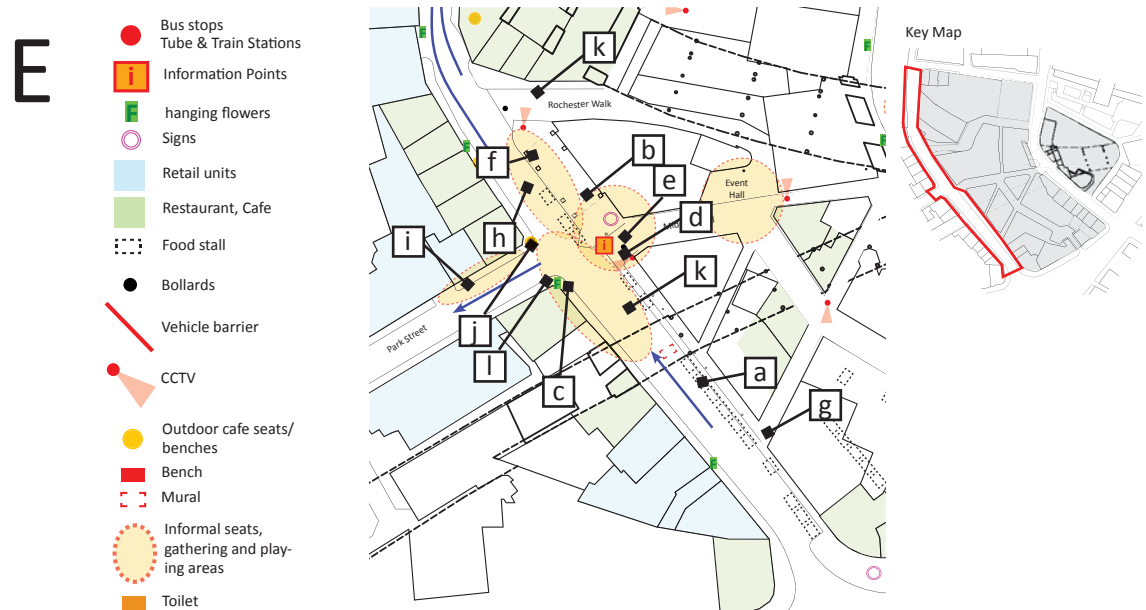 E
Bus stops
Tube & Train Stations
i
Information Points
F
hanging flowers
Signs
Retail units
Restaurant, Cafe
Food stall
Bollards
Vehicle barrier
CCTV
Outdoor cafe seats/
benches
Bench
Mural
Informal seats,
gathering and play-
ing areas
Toilet
F
k
F
Rochester Walk
F
F
f
b
e
Event
Hall
d
h
i
i
k
F
j
l
c
Park Street
a
g
F
Key Map